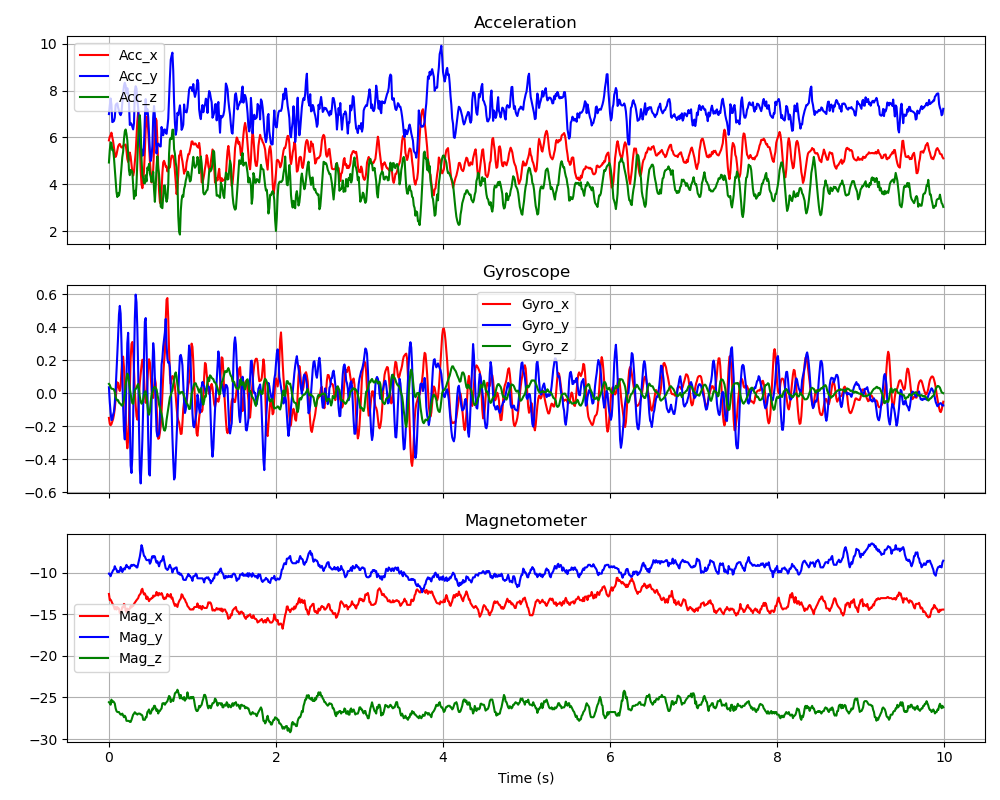 Acceleration
10
8
6
4
2
Acc_x
Acc_y
Acc_z
Gyroscope
0.6
0.4
0.2
0.0
−0.2
−0.4
−0.6
Gyro_x
Gyro_y
Gyro_z
Magnetometer
−10
−15
−20
−25
−30
Mag_x
Mag_y
Mag_z
0 2 4 6 8 10
Time (s)